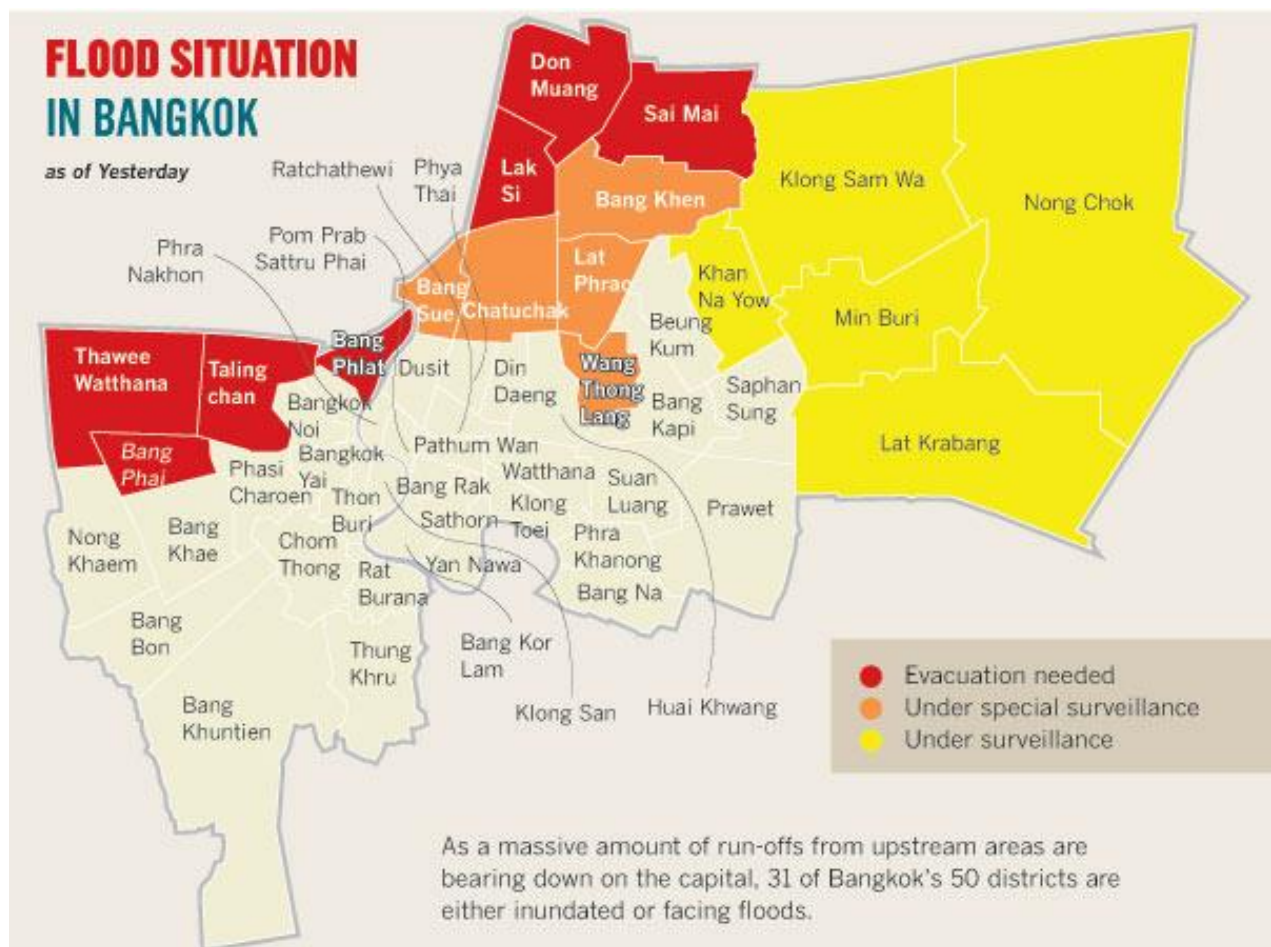 FLOOD SITUATION
IN BANGKOK
as of Yesterday
Don
Muang
Sai Mai
Lak
Si
Ratchathewi
Phya
Thai
Bang Khen
Klong Sam Wa
Nong Chok
Phra
Nakhon
Pom Prab
Sattru Phai
Lat
Phrao
Khan
Na Yow
Bang
Sue
Chatuchak
Min Buri
Beung
Kum
Thawee
Watthana
Taling
chan
Bang
Phlat
Dusit
Din
Daeng
Wang
Thong
Lang
Saphan
Sung
Bangkok
Noi
Bang
Kapi
Lat Krabang
Bang
Phai
Phasi
Charoen
Bangkok
Yai
Pathum Wan
Watthana
Suan
Luang
Bang Rak
Thon
Buri
Klong
Toei
Prawet
Sathorn
Nong
Khaem
Bang
Khae
Chom
Thong
Phra
Khanong
Rat
Burana
Yan Nawa
Bang Na
Bang
Bon
Thung
Khru
Bang Kor
Lam
Bang
Khuntien
Klong San
Huai Khwang
Evacuation needed
Under special surveillance
Under surveillance
As a massive amount of run-offs from upstream areas are
bearing down on the capital, 31 of Bangkok's 50 districts are
either inundated or facing floods.